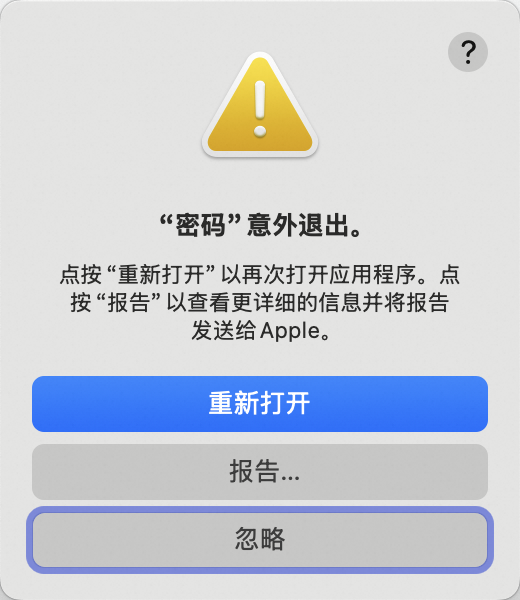 ?
“密码”意外退出。
点按“重新打开”以再次打开应用程序。点
按“报告”以查看更详细的信息并将报告
发送给Apple。
重新打开
报告...
忽略